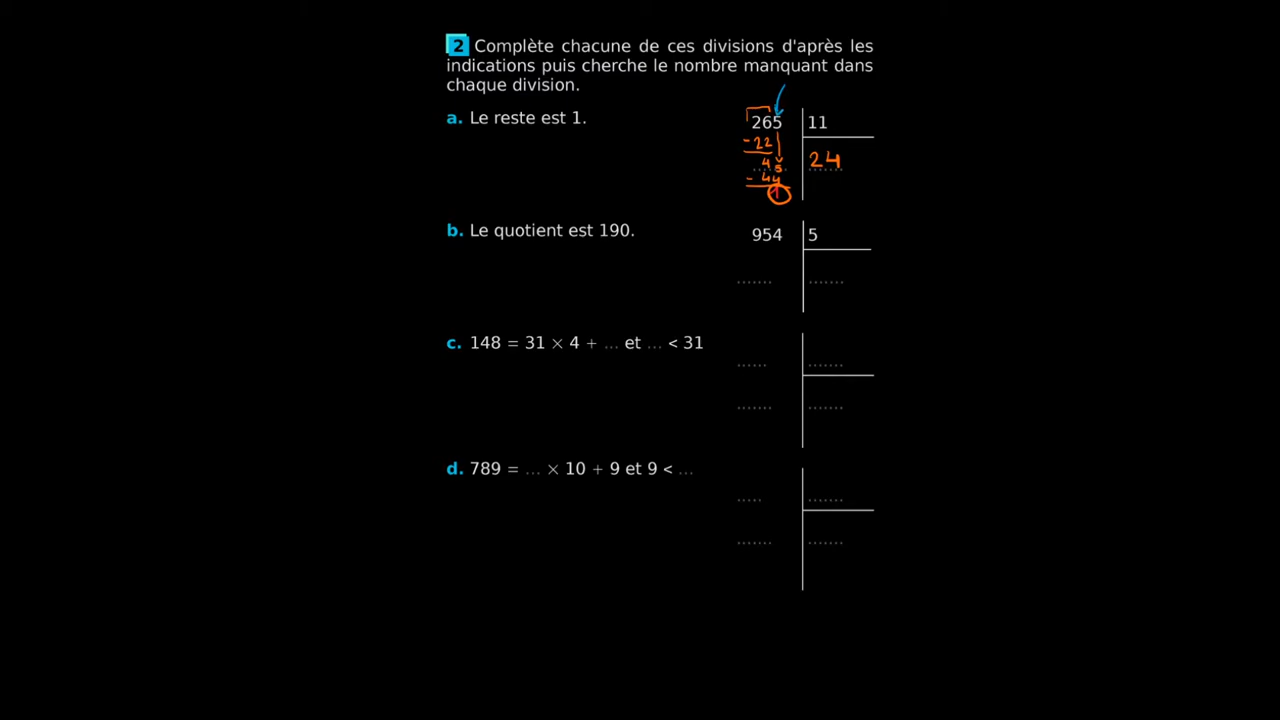 2 Complète chacune de ces divisions d'après les
indications puis cherche le nombre manquant dans
chaque division.
a. Le reste est 1.
265 11
-22
45 24
.......
- 44
1
b. Le quotient est 190.
954 5
....... .......
c. 148 = 31 × 4 + ... et ... < 31
...... .......
....... .......
d. 789 = ... × 10 + 9 et 9 < ...
..... .......
....... .......